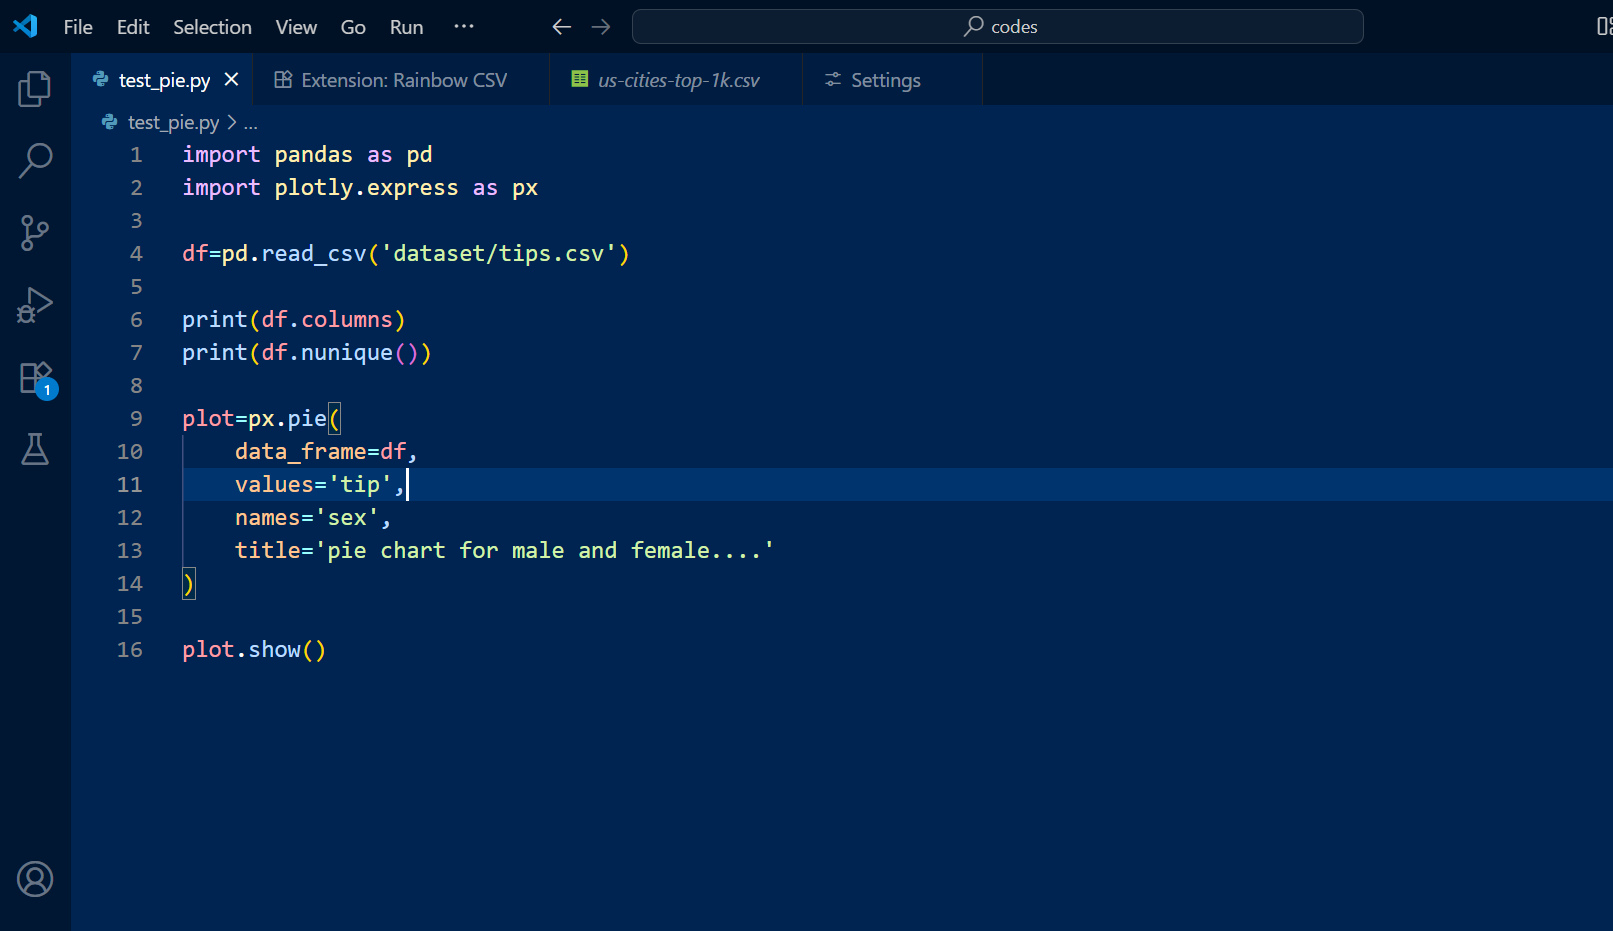 File Edit Selection View Go Run ··· codes
test_pie.py Extension: Rainbow CSV us-cities-top-1k.csv Settings
test_pie.py > ...
1 import pandas as pd
2 import plotly.express as px
3
4 df=pd.read_csv('dataset/tips.csv')
5
6 print(df.columns)
7 print(df.nunique())
8
9 plot=px.pie(
10     data_frame=df,
11     values='tip',
12     names='sex',
13     title='pie chart for male and female....'
14 )
15
16 plot.show()
1